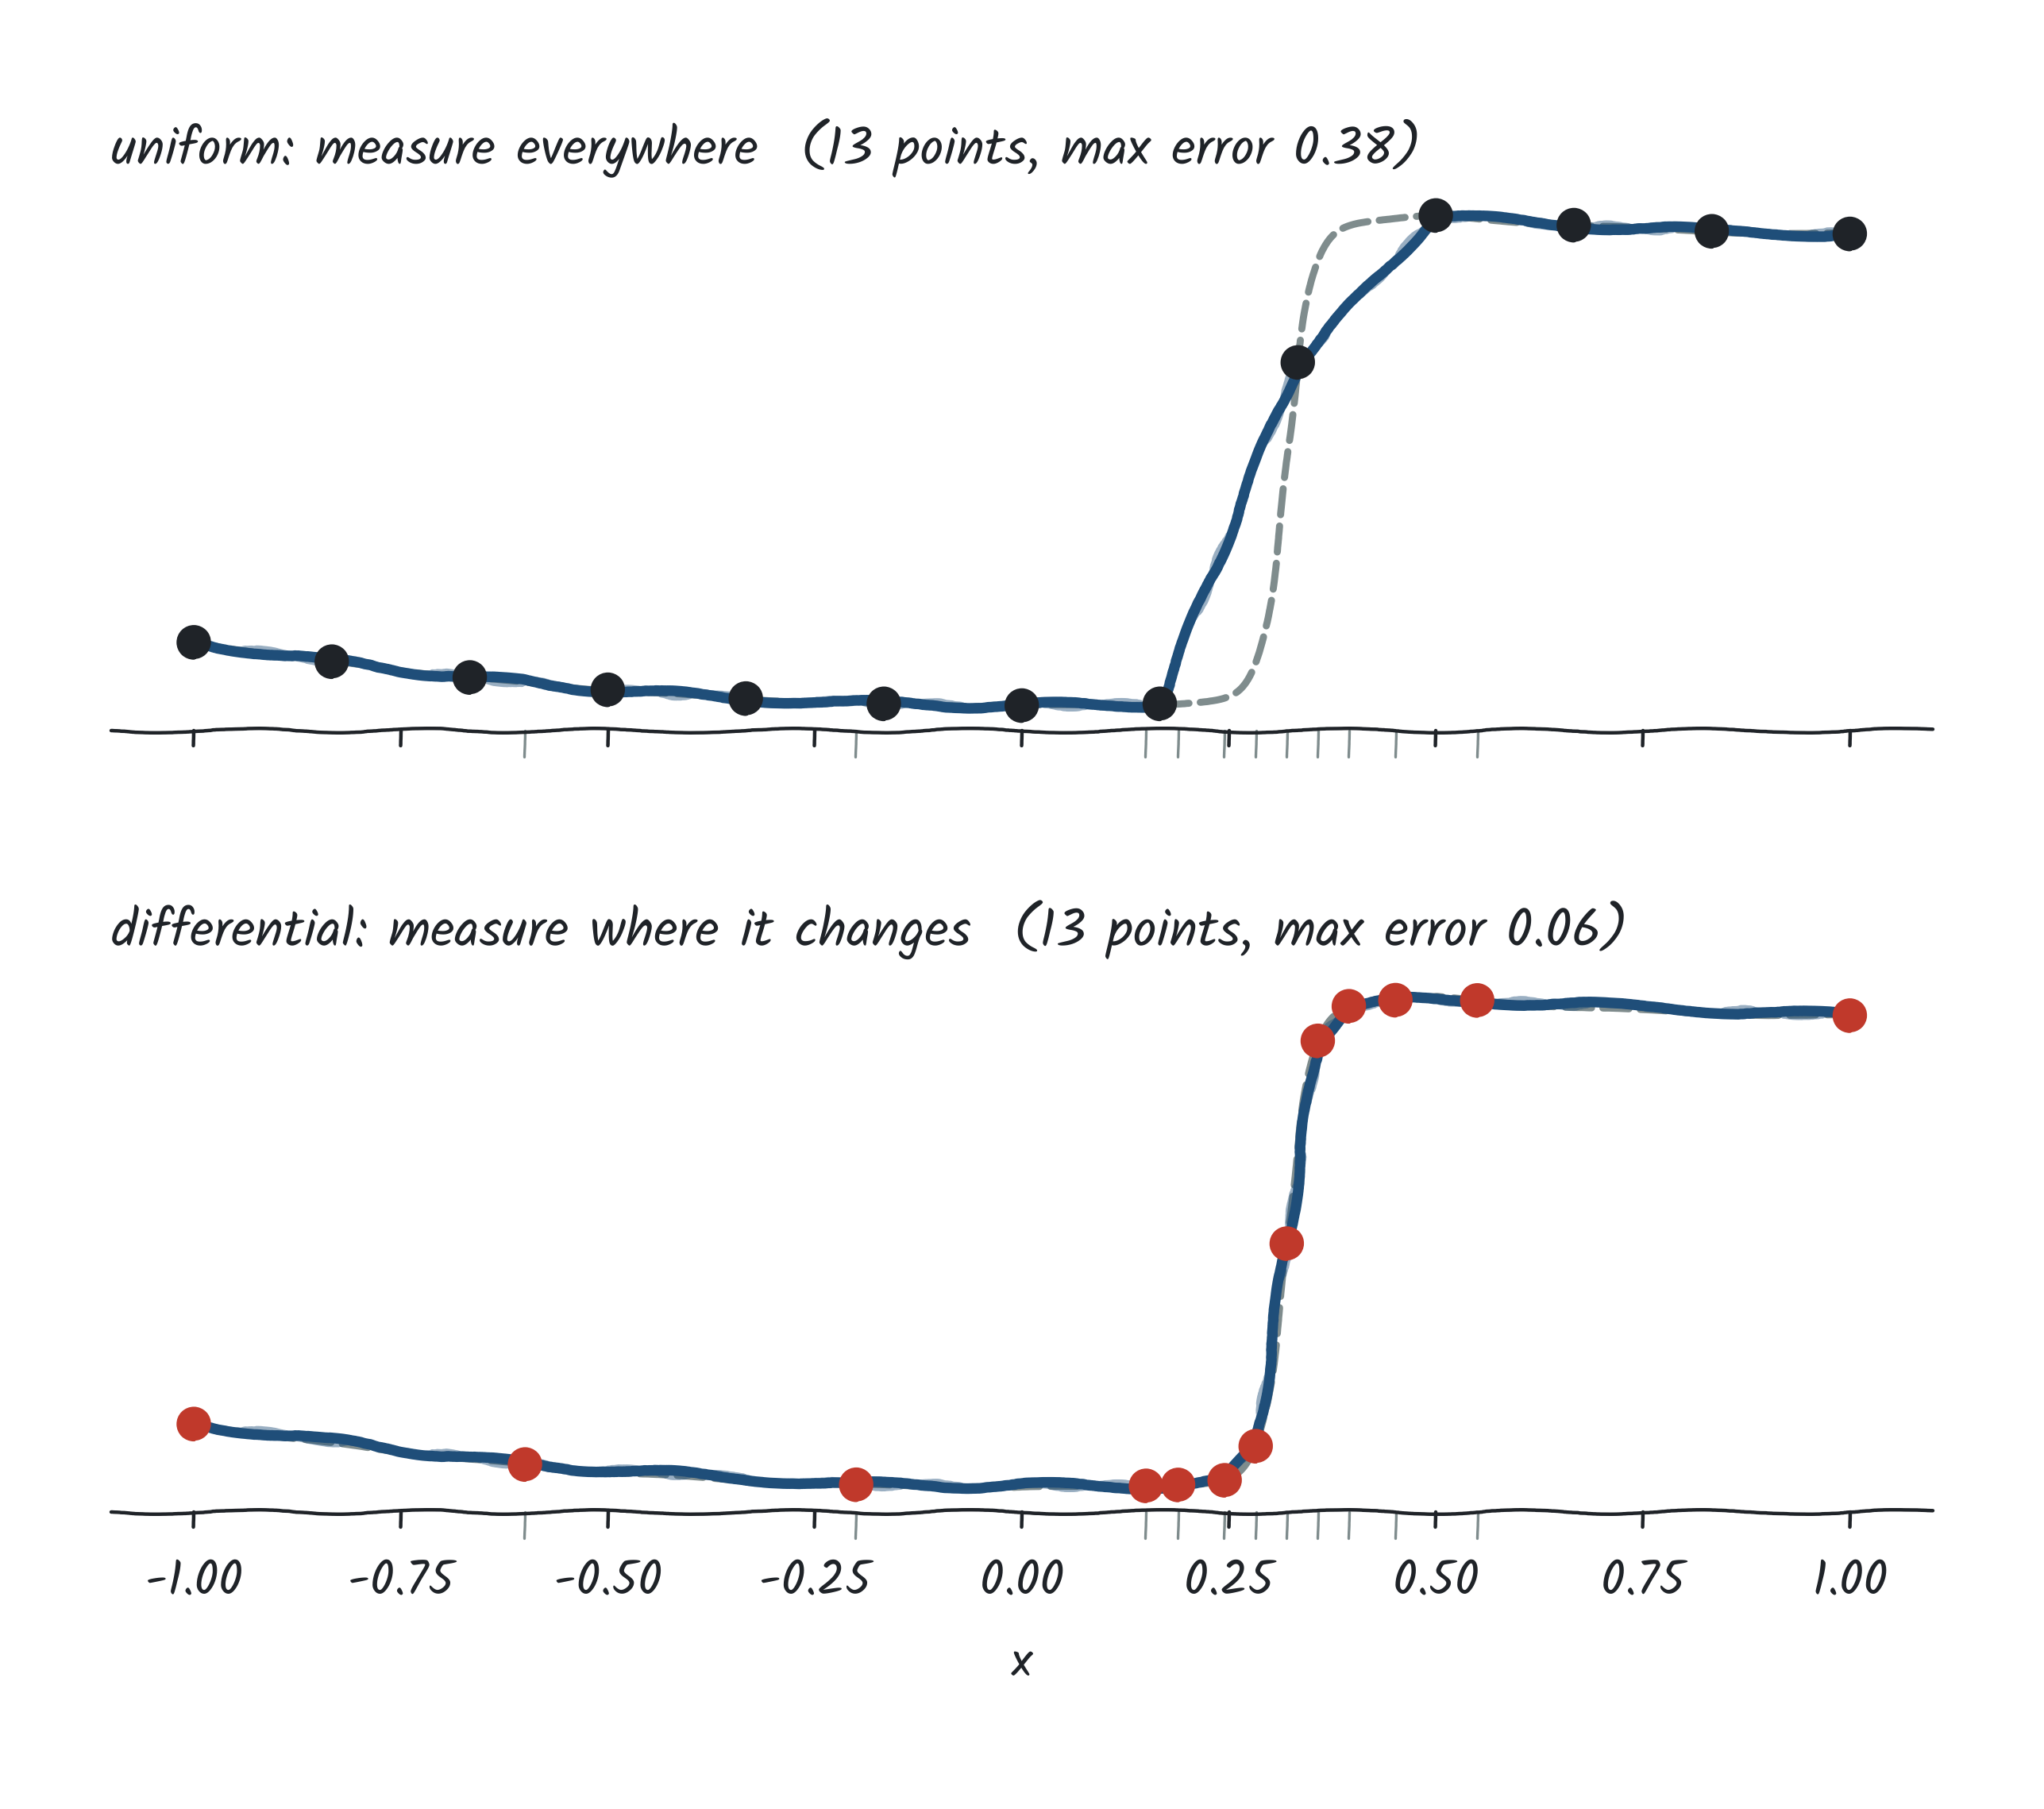 uniform: measure everywhere (13 points, max error 0.38)
differential: measure where it changes (13 points, max error 0.06)
-1.00 -0.75 -0.50 -0.25 0.00 0.25 0.50 0.75 1.00
x